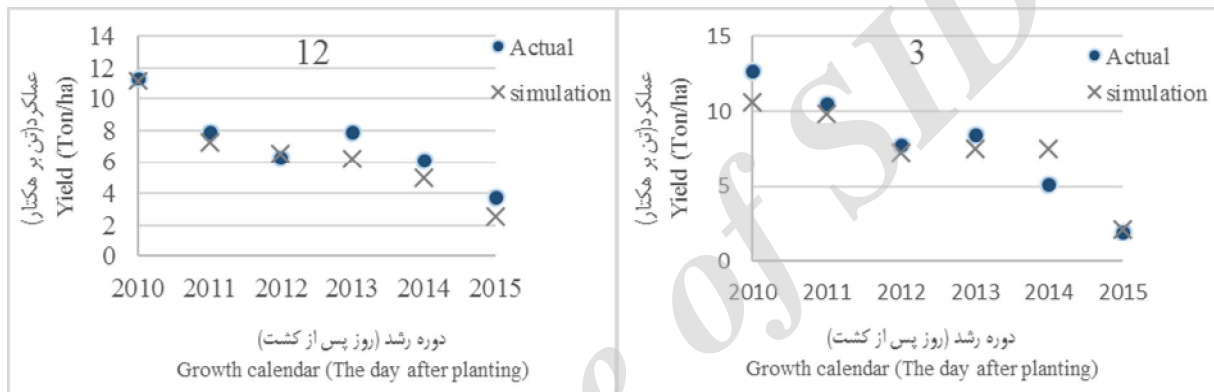 14
12
10
8
6
4
2
0
عملکرد(تن بر هکتار)
Yield (Ton/ha)
12
Actual
simulation
2010 2011 2012 2013 2014 2015
دوره رشد (روز پس از کشت)
Growth calendar (The day after planting)
15
10
5
0
عملکرد(تن بر هکتار)
Yield (Ton/ha)
3
Actual
simulation
2010 2011 2012 2013 2014 2015
دوره رشد (روز پس از کشت)
Growth calendar (The day after planting)
of SID